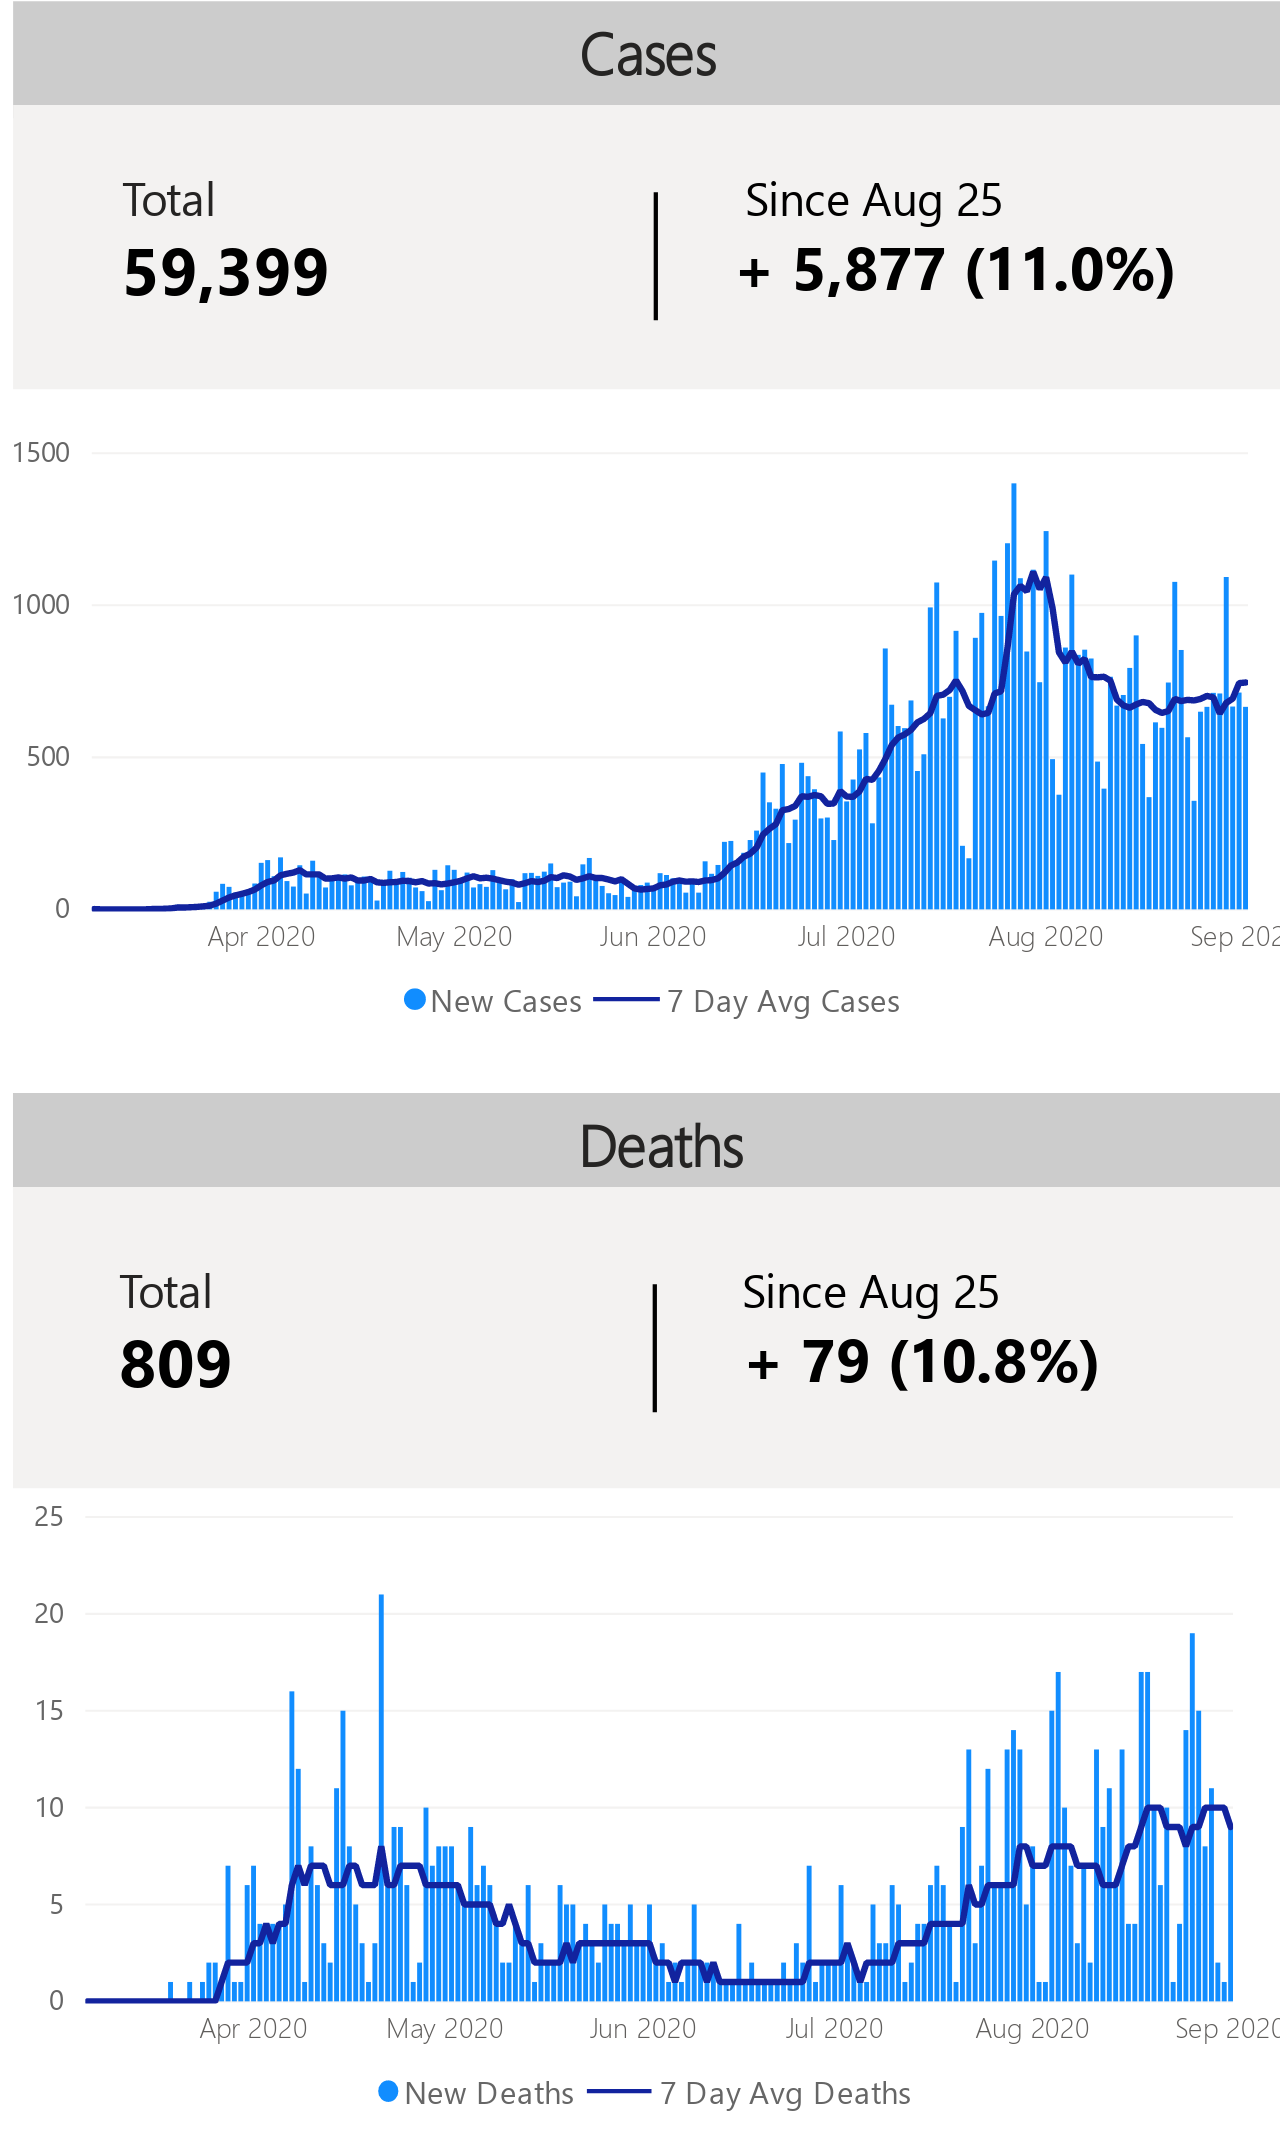 Cases
Total
Since Aug 25
59,399
+ 5,877 (11.0%)
1500
1000
500
0
Apr 2020 May 2020 Jun 2020 Jul 2020 Aug 2020 Sep 202
New Cases 7 Day Avg Cases
Deaths
Total
Since Aug 25
809
+ 79 (10.8%)
25
20
15
10
5
0
Apr 2020 May 2020 Jun 2020 Jul 2020 Aug 2020 Sep 2020
New Deaths 7 Day Avg Deaths